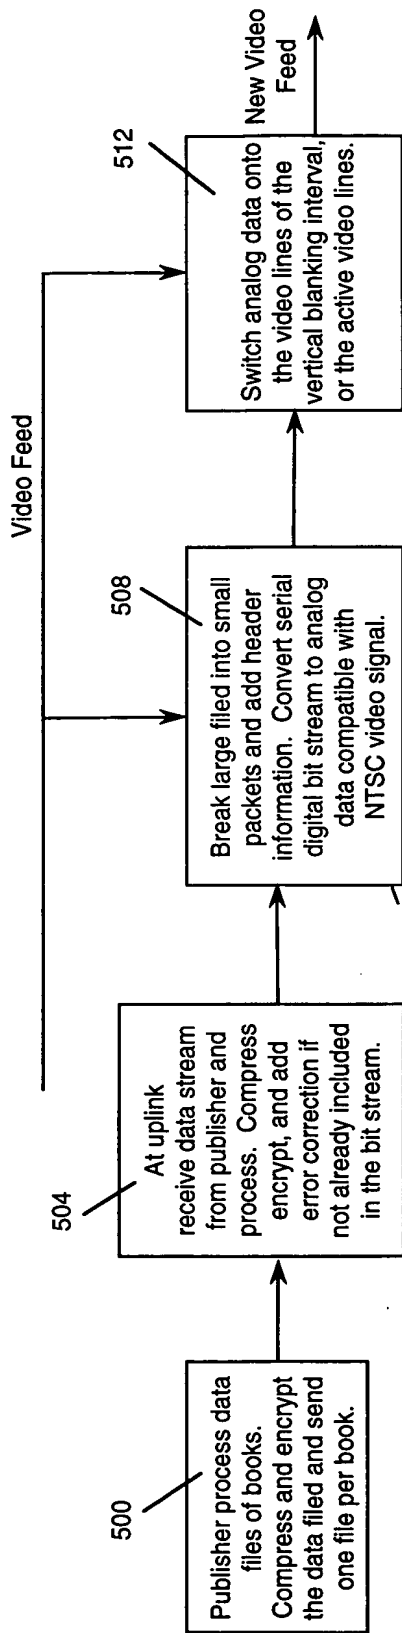 500
Publisher process data
files of books.
Compress and encrypt
the data filed and send
one file per book.
504
At uplink
receive data stream
from publisher and
process. Compress
encrypt, and add
error correction if
not already included
in the bit stream.
Video Feed
508
Break large filed into small
packets and add header
information. Convert serial
digital bit stream to analog
data compatible with
NTSC video signal.
512
Switch analog data onto
the video lines of the
vertical blanking interval,
or the active video lines.
New Video
Feed